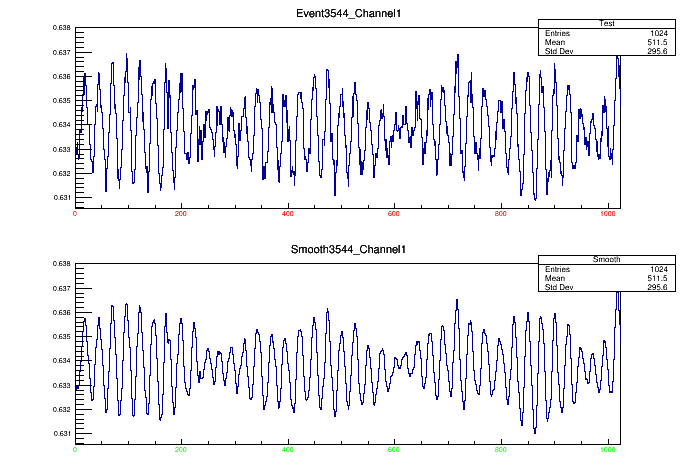 Event3544_Channel1
Test
Entries 1024
Mean 511.5
Std Dev 295.6
0.638
0.637
0.636
0.635
0.634
0.633
0.632
0.631
0 200 400 600 800 1000
Smooth3544_Channel1
Smooth
Entries 1024
Mean 511.5
Std Dev 295.6
0.638
0.637
0.636
0.635
0.634
0.633
0.632
0.631
0 200 400 600 800 1000